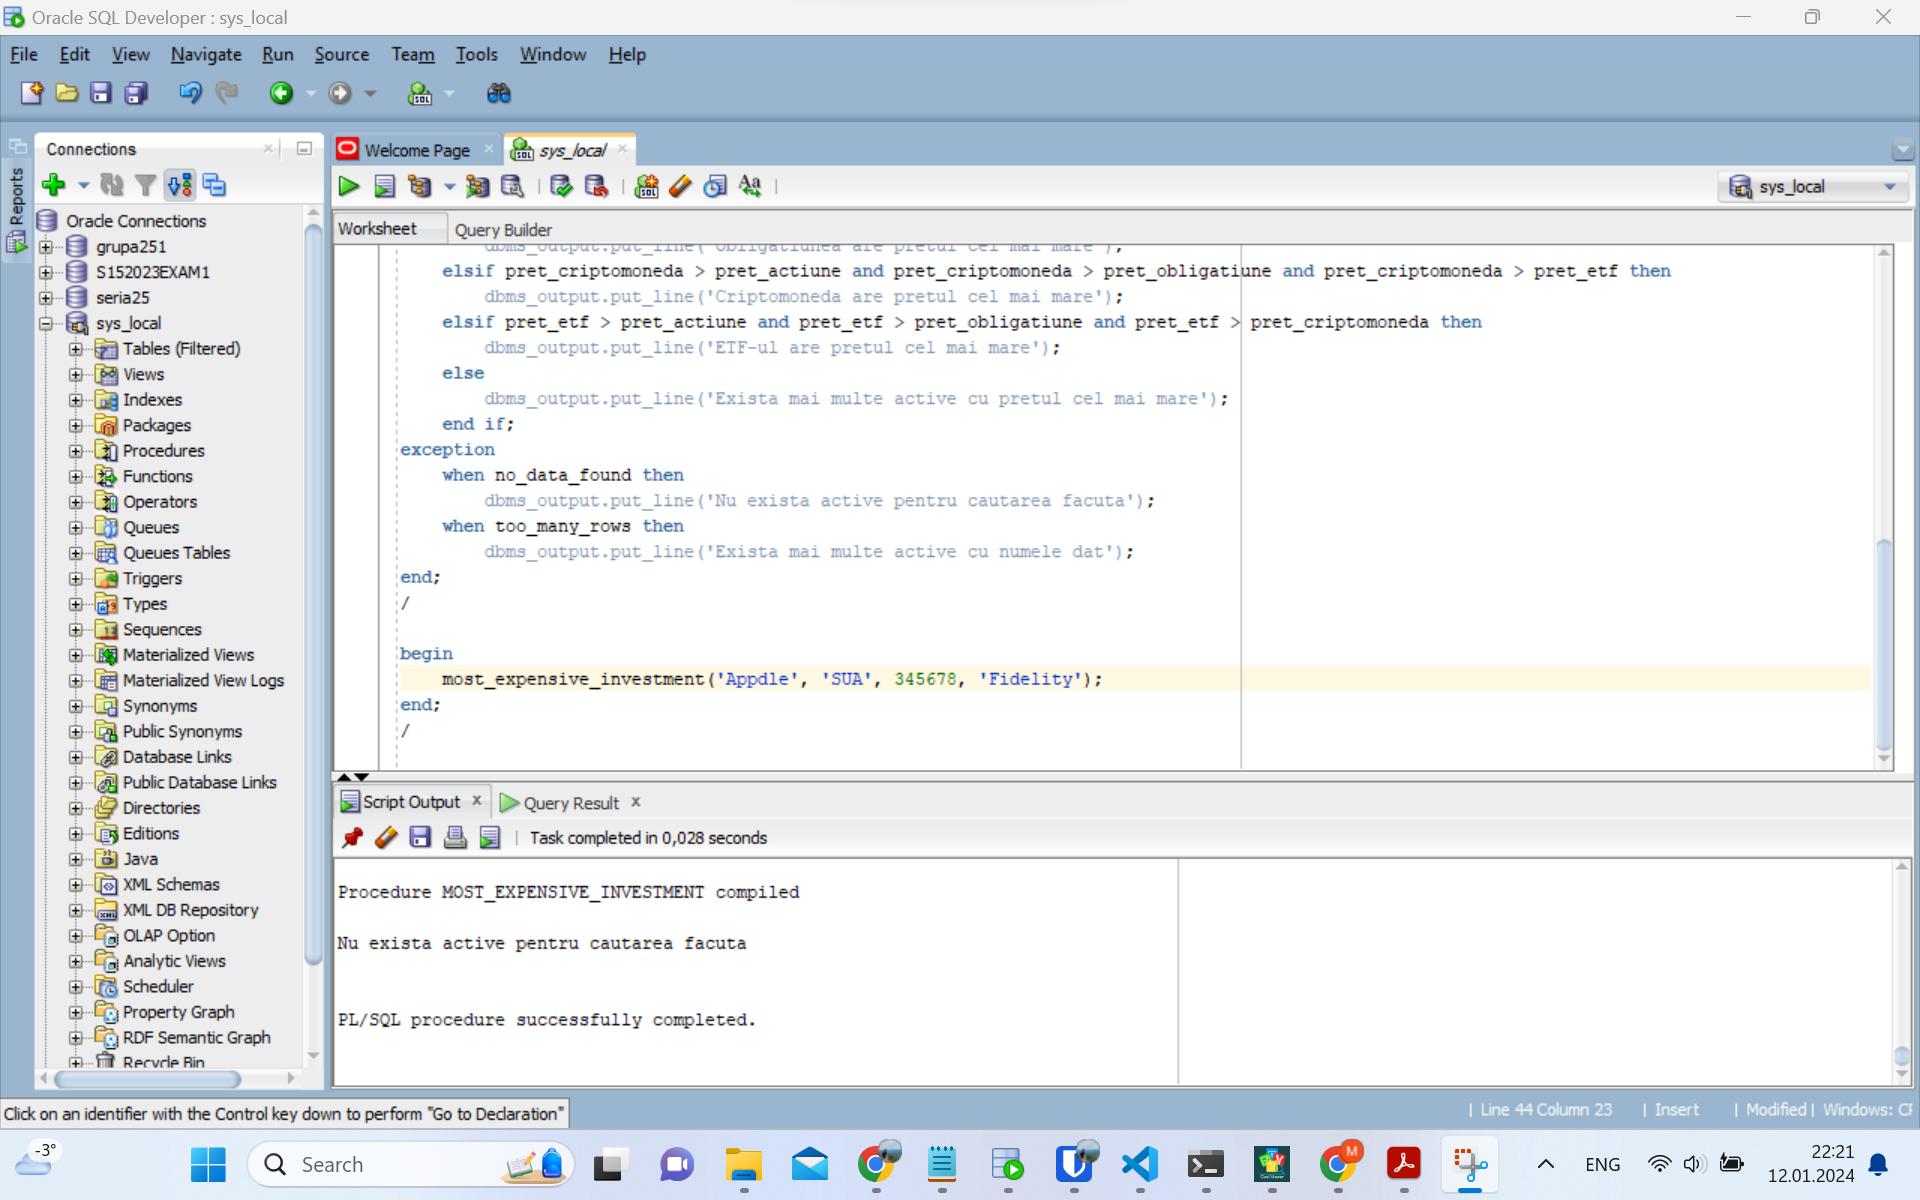 Oracle SQL Developer : sys_local
File Edit View Navigate Run Source Team Tools Window Help
Reports
Connections
Oracle Connections
grupa251
S152023EXAM1
seria25
sys_local
Tables (Filtered)
Views
Indexes
Packages
Procedures
Functions
Operators
Queues
Queues Tables
Triggers
Types
Sequences
Materialized Views
Materialized View Logs
Synonyms
Public Synonyms
Database Links
Public Database Links
Directories
Editions
Java
XML Schemas
XML DB Repository
OLAP Option
Analytic Views
Scheduler
Property Graph
RDF Semantic Graph
Recycle Bin
Welcome Page
sys_local
sys_local
Worksheet Query Builder
dbms_output.put_line('Obligatiunea are pretul cel mai mare');
elsif pret_criptomoneda > pret_actiune and pret_criptomoneda > pret_obligatiune and pret_criptomoneda > pret_etf then
dbms_output.put_line('Criptomoneda are pretul cel mai mare');
elsif pret_etf > pret_actiune and pret_etf > pret_obligatiune and pret_etf > pret_criptomoneda then
dbms_output.put_line('ETF-ul are pretul cel mai mare');
else
dbms_output.put_line('Exista mai multe active cu pretul cel mai mare');
end if;
exception
when no_data_found then
dbms_output.put_line('Nu exista active pentru cautarea facuta');
when too_many_rows then
dbms_output.put_line('Exista mai multe active cu numele dat');
end;
/
begin
most_expensive_investment('Appdle', 'SUA', 345678, 'Fidelity');
end;
/
Script Output x Query Result x
Task completed in 0,028 seconds
Procedure MOST_EXPENSIVE_INVESTMENT compiled
Nu exista active pentru cautarea facuta
PL/SQL procedure successfully completed.
Click on an identifier with the Control key down to perform "Go to Declaration"
| Line 44 Column 23 | Insert | Modified | Windows: CF
-3°
Search
M
ENG
22:21
12.01.2024